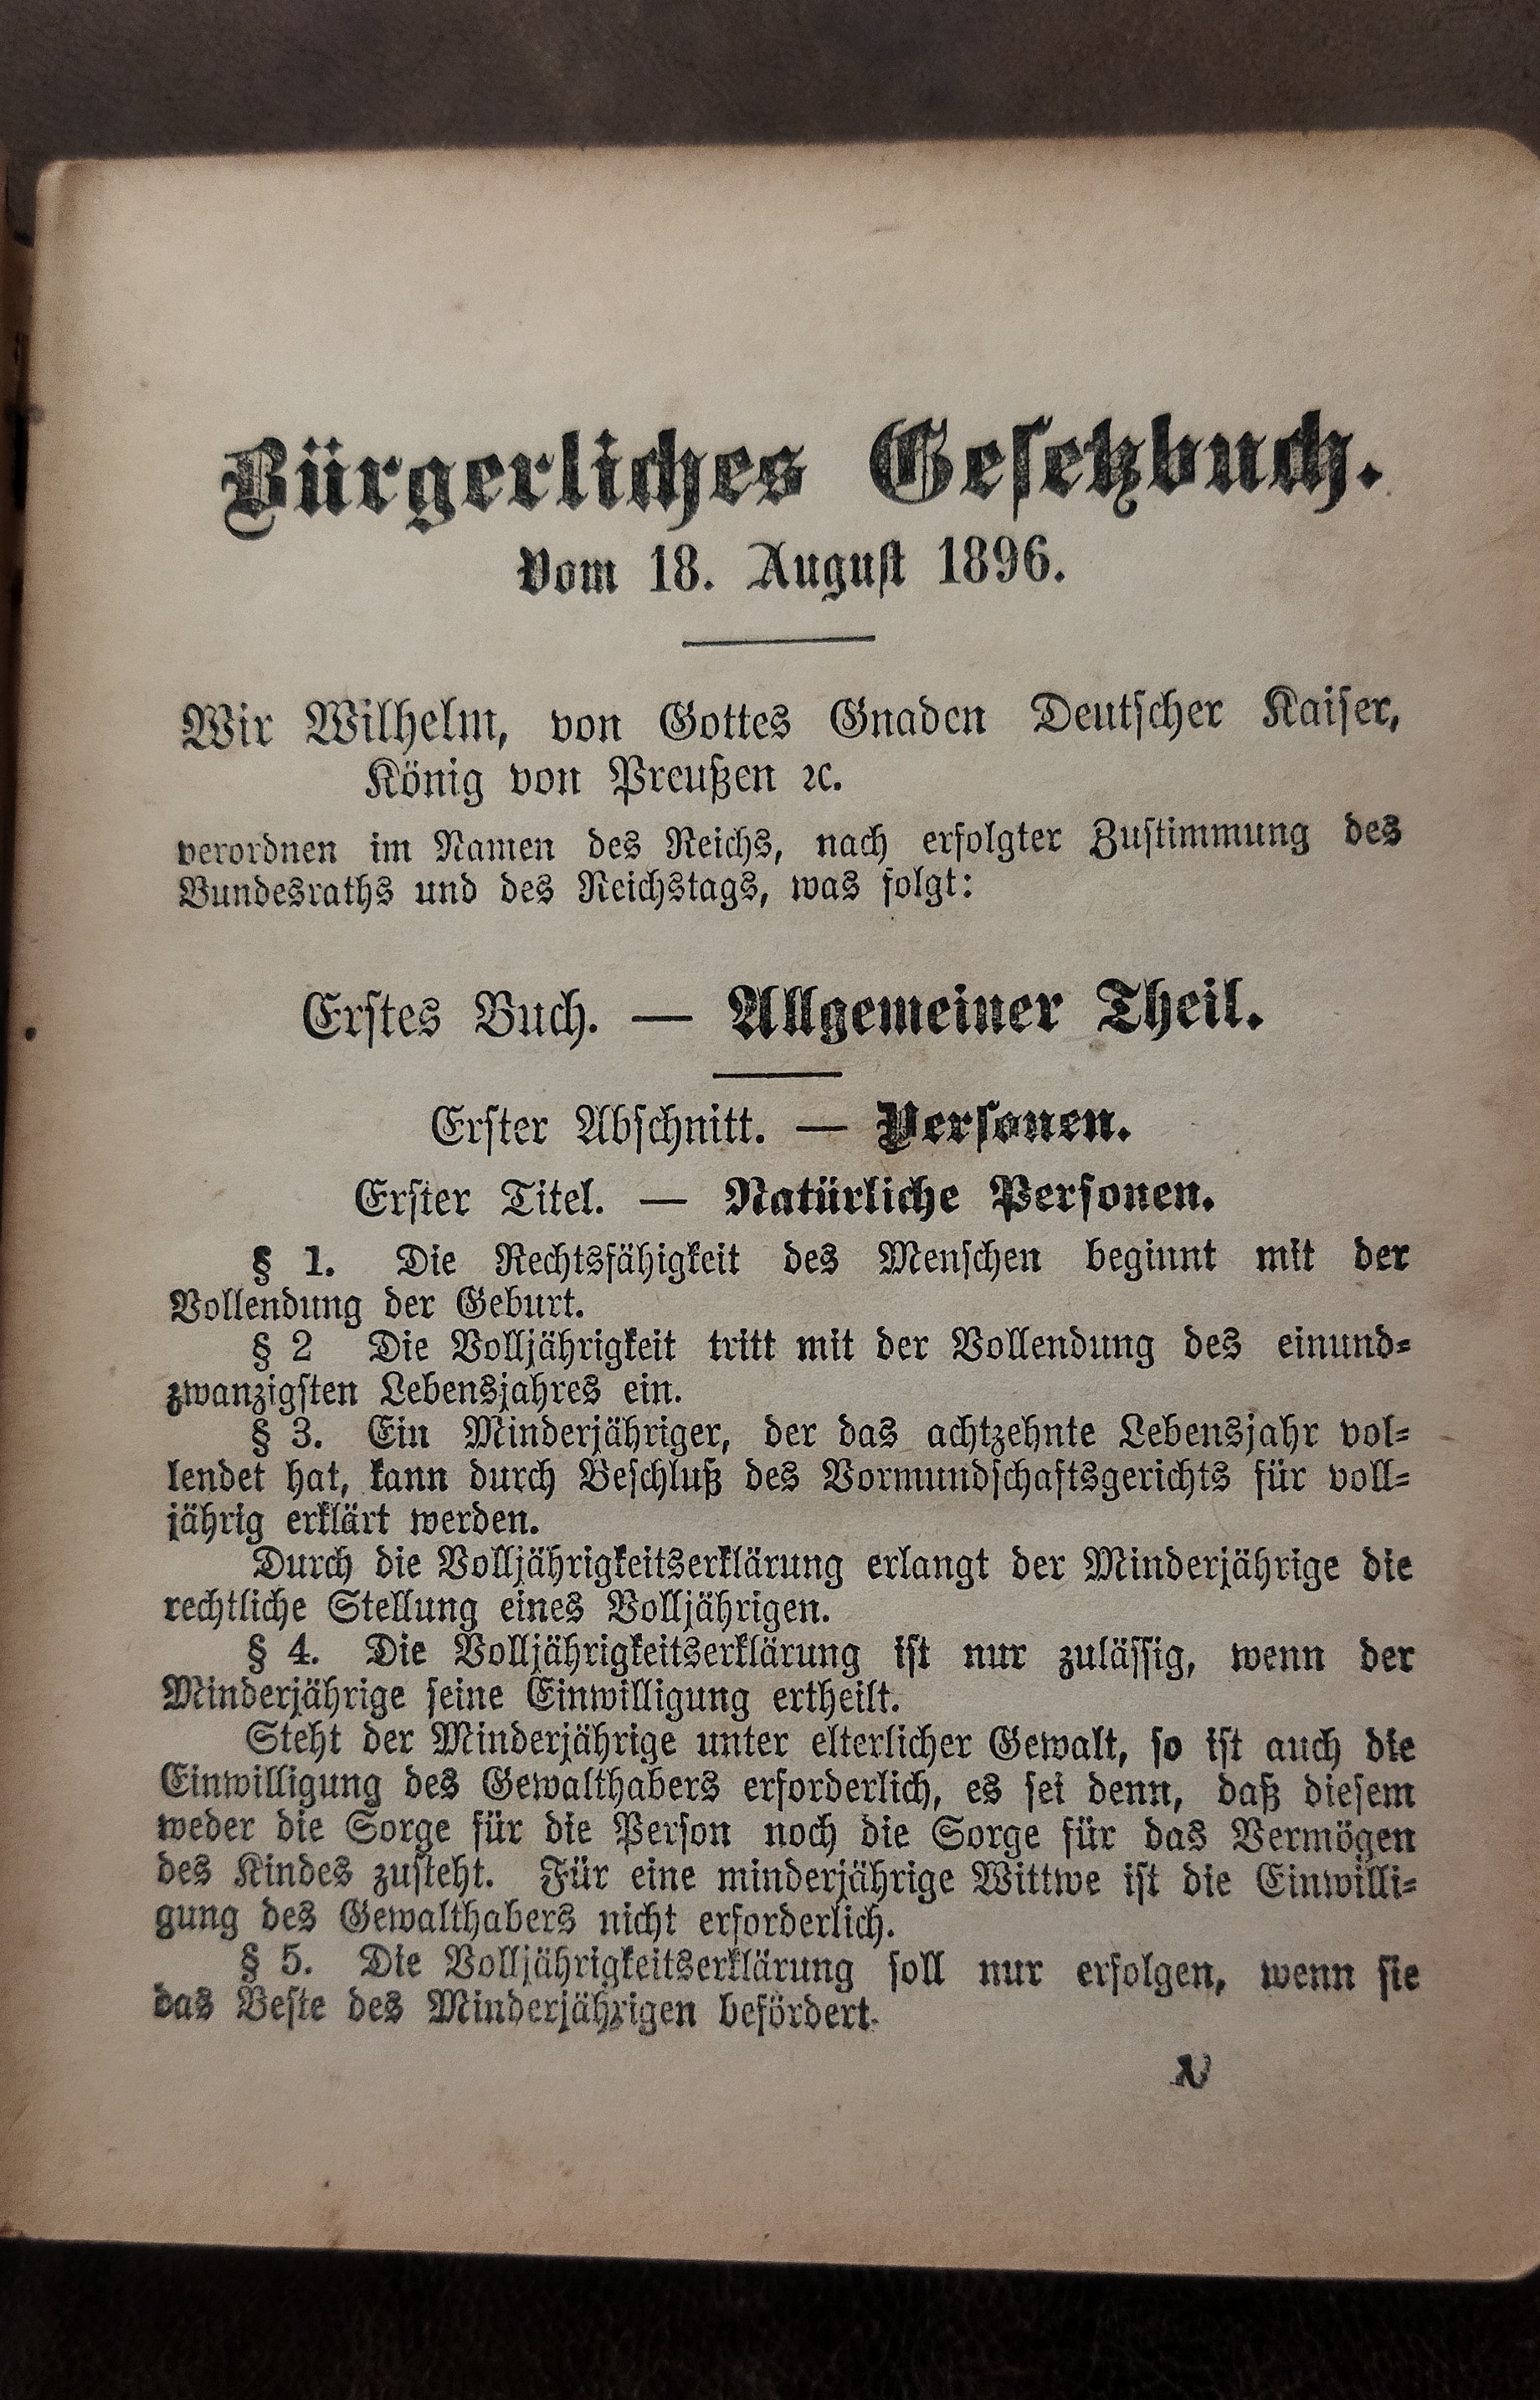 Bürgerliches Gesetzbuch.
Vom 18. August 1896.
Wir Wilhelm, von Gottes Gnaden Deutscher Kaiser,
König von Preußen ꝛc.
verordnen im Namen des Reichs, nach erfolgter Zustimmung des
Bundesraths und des Reichstags, was folgt:
Erstes Buch. — Allgemeiner Theil.
Erster Abschnitt. — Personen.
Erster Titel. — Natürliche Personen.
§ 1. Die Rechtsfähigkeit des Menschen beginnt mit der
Vollendung der Geburt.
§ 2 Die Volljährigkeit tritt mit der Vollendung des einund-
zwanzigsten Lebensjahres ein.
§ 3. Ein Minderjähriger, der das achtzehnte Lebensjahr vol-
lendet hat, kann durch Beschluß des Vormundschaftsgerichts für voll-
jährig erklärt werden.
Durch die Volljährigkeitserklärung erlangt der Minderjährige die
rechtliche Stellung eines Volljährigen.
§ 4. Die Volljährigkeitserklärung ist nur zulässig, wenn der
Minderjährige seine Einwilligung ertheilt.
Steht der Minderjährige unter elterlicher Gewalt, so ist auch die
Einwilligung des Gewalthabers erforderlich, es sei denn, daß diesem
weder die Sorge für die Person noch die Sorge für das Vermögen
des Kindes zusteht. Für eine minderjährige Wittwe ist die Einwilli-
gung des Gewalthabers nicht erforderlich.
§ 5. Die Volljährigkeitserklärung soll nur erfolgen, wenn sie
das Beste des Minderjährigen befördert.